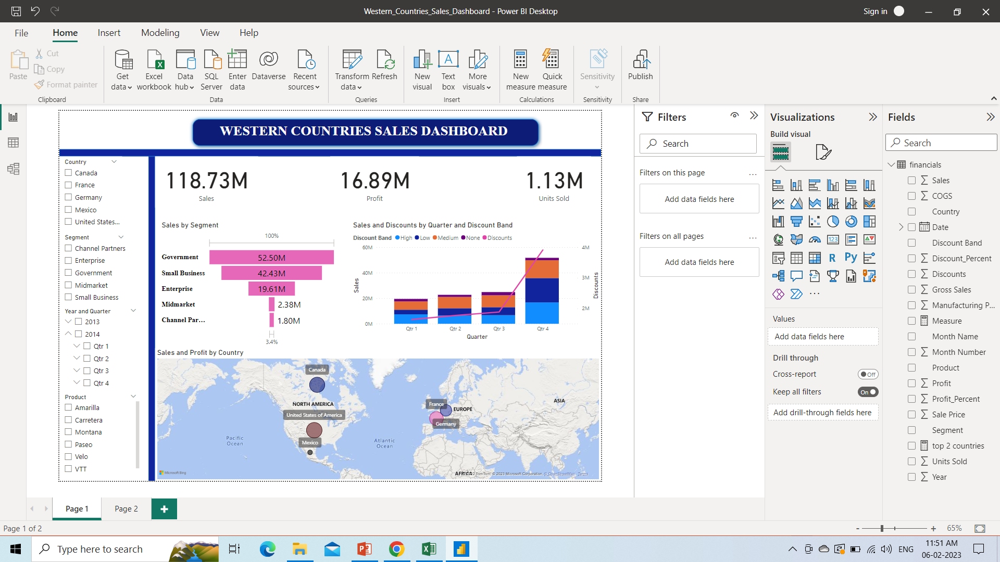 Western_Countries_Sales_Dashboard - Power BI Desktop
Sign in
File Home Insert Modeling View Help
Paste
Cut
Copy
Format painter
Clipboard
Get data
Excel workbook
Data hub
SQL Server
Enter data
Dataverse
Recent sources
Data
Transform data
Refresh
Queries
New visual
Text box
More visuals
Insert
New measure
Quick measure
Calculations
Sensitivity
Sensitivity
Publish
Share
WESTERN COUNTRIES SALES DASHBOARD
Country
Canada
France
Germany
Mexico
United States...
Segment
Channel Partners
Enterprise
Government
Midmarket
Small Business
Year and Quarter
2013
2014
Qtr 1
Qtr 2
Qtr 3
Qtr 4
Product
Amarilla
Carretera
Montana
Paseo
Velo
VTT
118.73M
Sales
16.89M
Profit
1.13M
Units Sold
Sales by Segment
100%
Government 52.50M
Small Business 42.43M
Enterprise 19.61M
Midmarket 2.38M
Channel Par... 1.80M
3.4%
Sales and Discounts by Quarter and Discount Band
Discount Band High Low Medium None Discounts
60M
40M
20M
0M
Sales
4M
3M
2M
Discounts
Qtr 1 Qtr 2 Qtr 3 Qtr 4
Quarter
Sales and Profit by Country
Canada
NORTH AMERICA
United States of America
Mexico
Pacific Ocean
Atlantic Ocean
France
EUROPE
Germany
ASIA
AFRICA
Microsoft Bing
TomTom, © 2023 Microsoft Corporation, © OpenStreetMap Terms
Filters
Search
Filters on this page ...
Add data fields here
Filters on all pages ...
Add data fields here
Visualizations
Build visual
123
R
Py
...
Values
Add data fields here
Drill through
Cross-report Off
Keep all filters On
Add drill-through fields here
Fields
Search
financials
Sales
COGS
Country
Date
Discount Band
Discount_Percent
Discounts
Gross Sales
Manufacturing P...
Measure
Month Name
Month Number
Product
Profit
Profit_Percent
Sale Price
Segment
top 2 countries
Units Sold
Year
Page 1 Page 2 +
Page 1 of 2
- + 65%
Type here to search
ENG
11:51 AM
06-02-2023